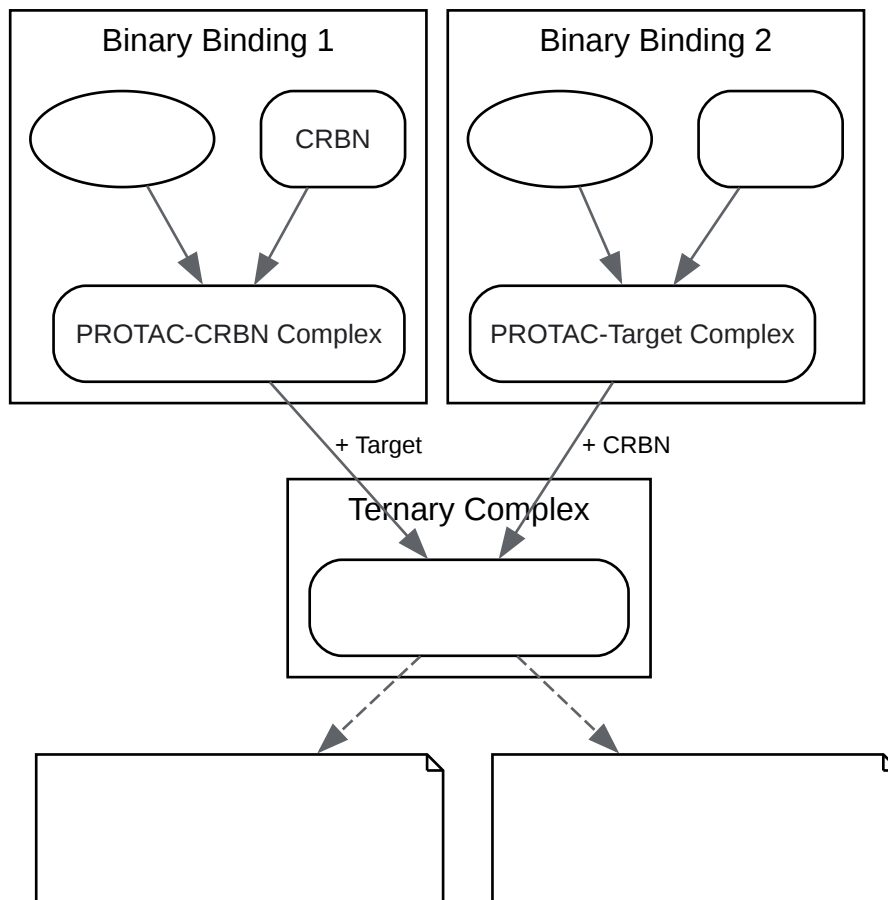 Binary Binding 1
Binary Binding 2
CRBN
PROTAC-CRBN Complex
PROTAC-Target Complex
+ Target
+ CRBN
Ternary Complex